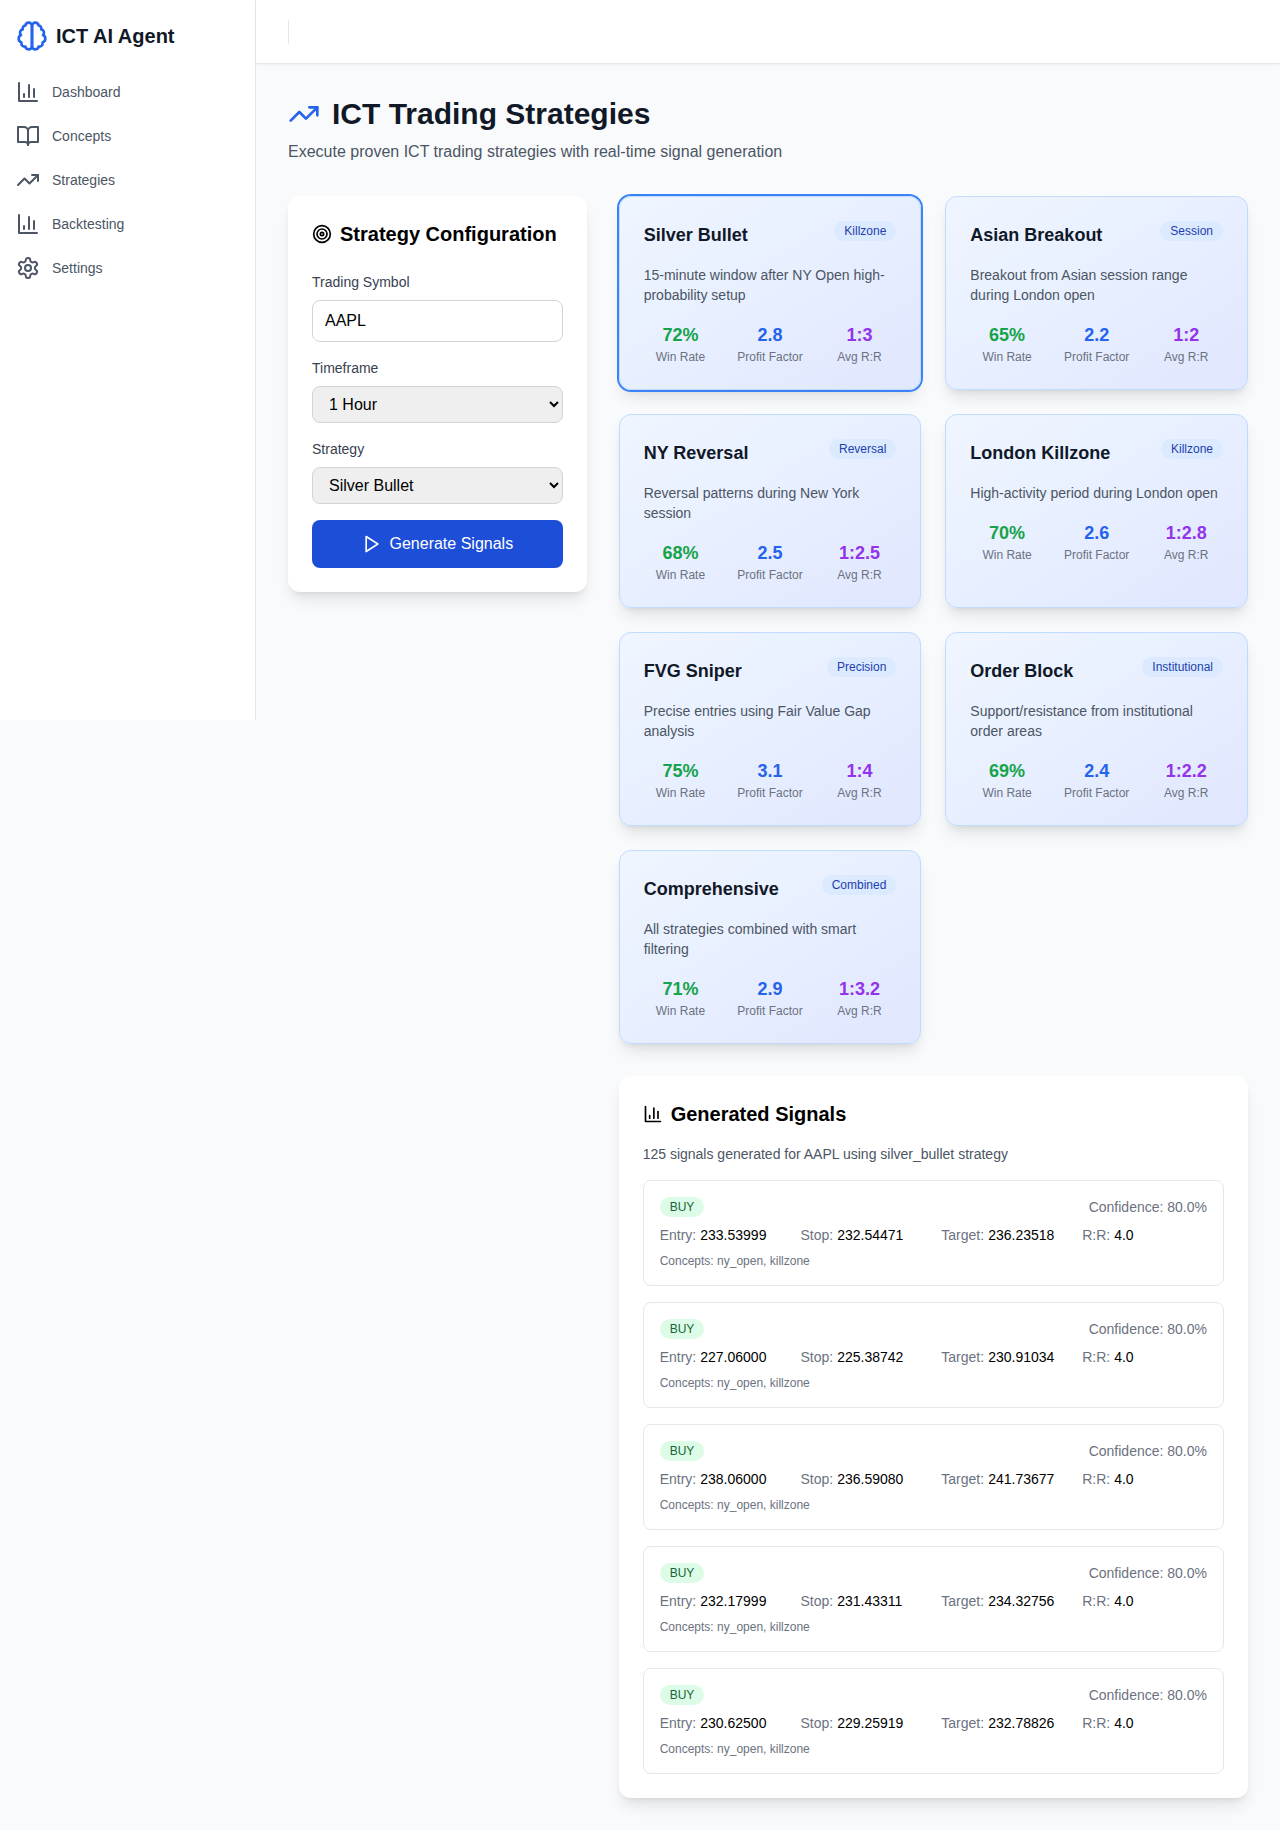 ICT AI Agent
Dashboard
Concepts
Strategies
Backtesting
Settings
ICT Trading Strategies
Execute proven ICT trading strategies with real-time signal generation
Strategy Configuration
Trading Symbol
AAPL
Timeframe
1 Hour
Strategy
Silver Bullet
Generate Signals
Silver Bullet
Killzone
15-minute window after NY Open high-
probability setup
72% 2.8 1:3
Win Rate Profit Factor Avg R:R
Asian Breakout
Session
Breakout from Asian session range
during London open
65% 2.2 1:2
Win Rate Profit Factor Avg R:R
NY Reversal
Reversal
Reversal patterns during New York
session
68% 2.5 1:2.5
Win Rate Profit Factor Avg R:R
London Killzone
Killzone
High-activity period during London open
70% 2.6 1:2.8
Win Rate Profit Factor Avg R:R
FVG Sniper
Precision
Precise entries using Fair Value Gap
analysis
75% 3.1 1:4
Win Rate Profit Factor Avg R:R
Order Block
Institutional
Support/resistance from institutional
order areas
69% 2.4 1:2.2
Win Rate Profit Factor Avg R:R
Comprehensive
Combined
All strategies combined with smart
filtering
71% 2.9 1:3.2
Win Rate Profit Factor Avg R:R
Generated Signals
125 signals generated for AAPL using silver_bullet strategy
BUY Confidence: 80.0%
Entry: 233.53999 Stop: 232.54471 Target: 236.23518 R:R: 4.0
Concepts: ny_open, killzone
BUY Confidence: 80.0%
Entry: 227.06000 Stop: 225.38742 Target: 230.91034 R:R: 4.0
Concepts: ny_open, killzone
BUY Confidence: 80.0%
Entry: 238.06000 Stop: 236.59080 Target: 241.73677 R:R: 4.0
Concepts: ny_open, killzone
BUY Confidence: 80.0%
Entry: 232.17999 Stop: 231.43311 Target: 234.32756 R:R: 4.0
Concepts: ny_open, killzone
BUY Confidence: 80.0%
Entry: 230.62500 Stop: 229.25919 Target: 232.78826 R:R: 4.0
Concepts: ny_open, killzone